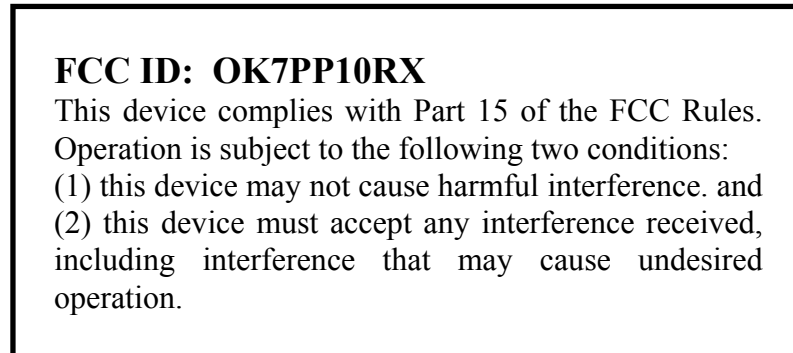 FCC ID:  OK7PP10RX
This device complies with Part 15 of the FCC Rules.
Operation is subject to the following two conditions:
(1) this device may not cause harmful interference. and
(2) this device must accept any interference received,
including interference that may cause undesired
operation.